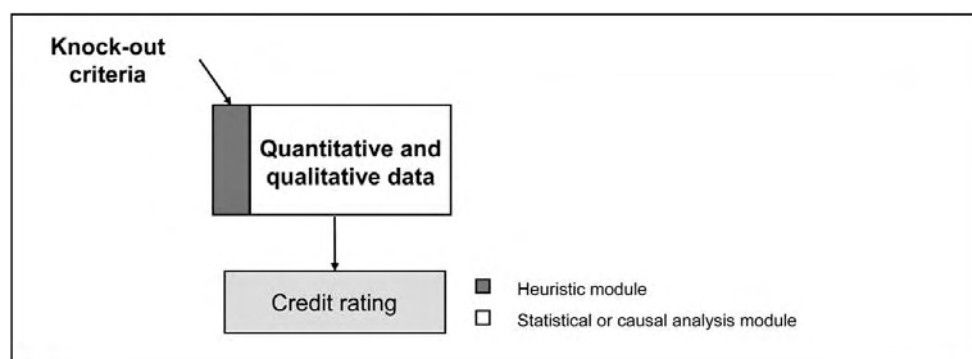 Knock-out
criteria
Quantitative and
qualitative data
Credit rating
Heuristic module
Statistical or causal analysis module